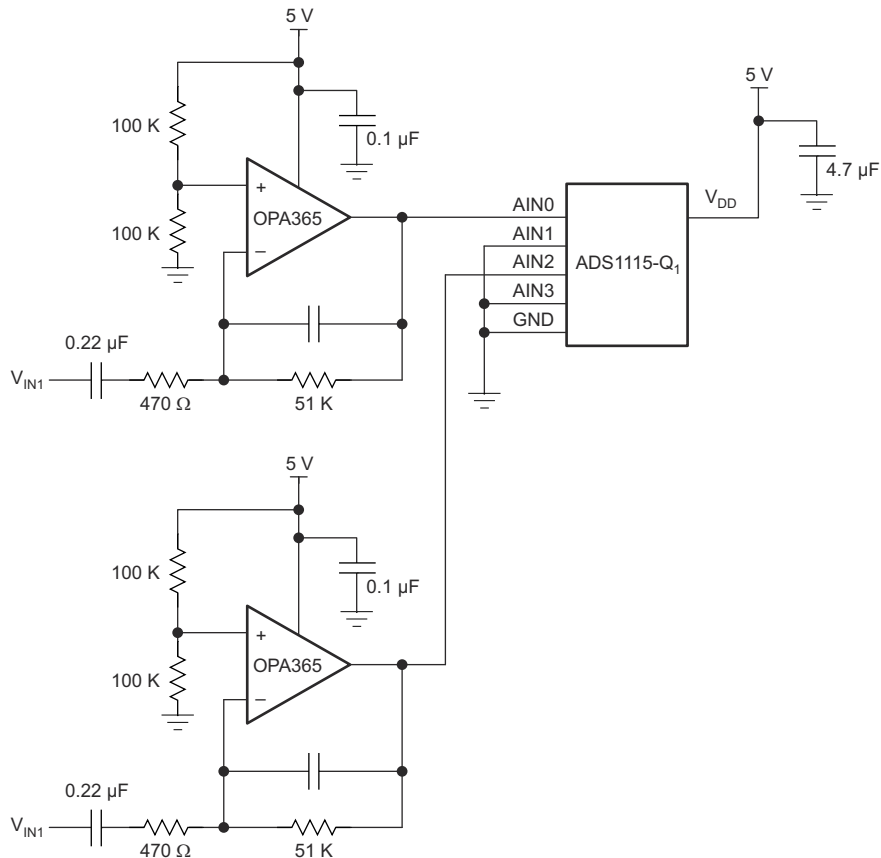 5 V
100 K
0.1 µF
+
OPA365
100 K
−
0.22 µF
V_IN1
470 Ω
51 K
5 V
4.7 µF
V_DD
AIN0
AIN1
AIN2
AIN3
GND
ADS1115-Q_1
5 V
100 K
0.1 µF
+
OPA365
100 K
−
0.22 µF
V_IN1
470 Ω
51 K